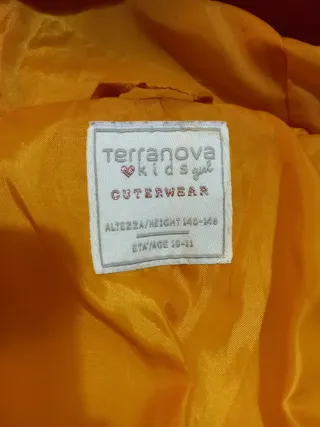 Terranova
kids girl
OUTERWEAR
ALTEZZA/HEIGHT 140-146
ETA'/AGE 10-11